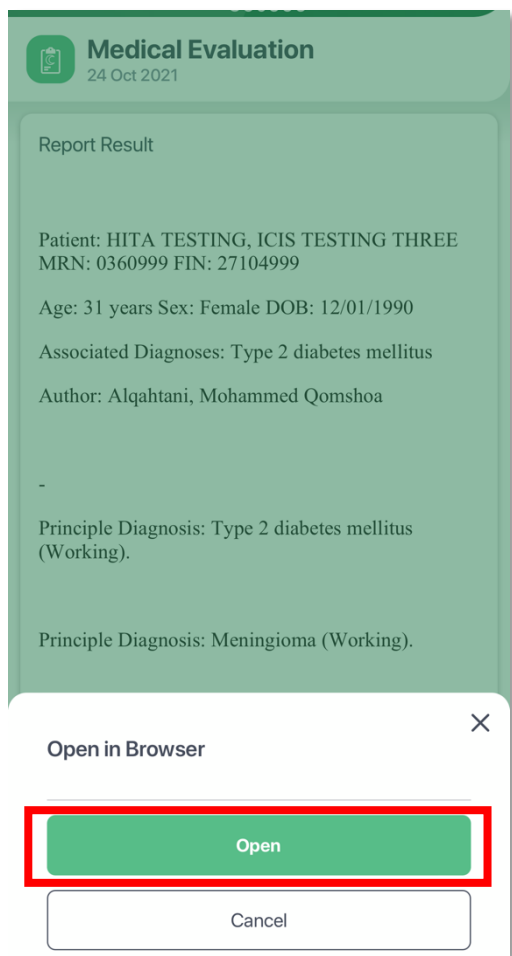 Medical Evaluation
24 Oct 2021
Report Result
Patient: HITA TESTING, ICIS TESTING THREE
MRN: 0360999 FIN: 27104999
Age: 31 years Sex: Female DOB: 12/01/1990
Associated Diagnoses: Type 2 diabetes mellitus
Author: Alqahtani, Mohammed Qomshoa
-
Principle Diagnosis: Type 2 diabetes mellitus
(Working).
Principle Diagnosis: Meningioma (Working).
Open in Browser
Open
Cancel